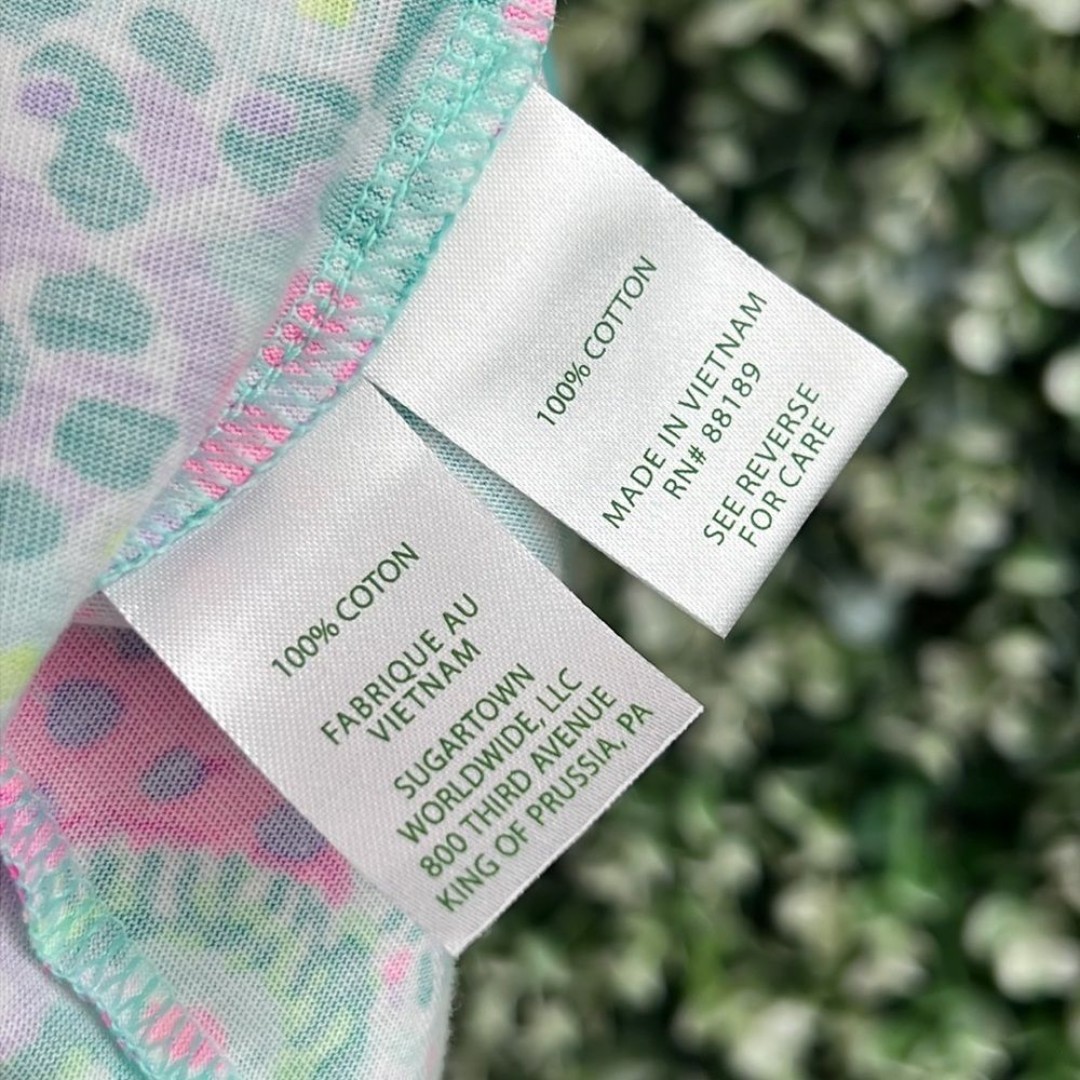 100% COTTON
MADE IN VIETNAM
RN# 88189
SEE REVERSE
FOR CARE
100% COTON
FABRIQUE AU
VIETNAM
SUGARTOWN
WORLDWIDE, LLC
800 THIRD AVENUE
KING OF PRUSSIA, PA